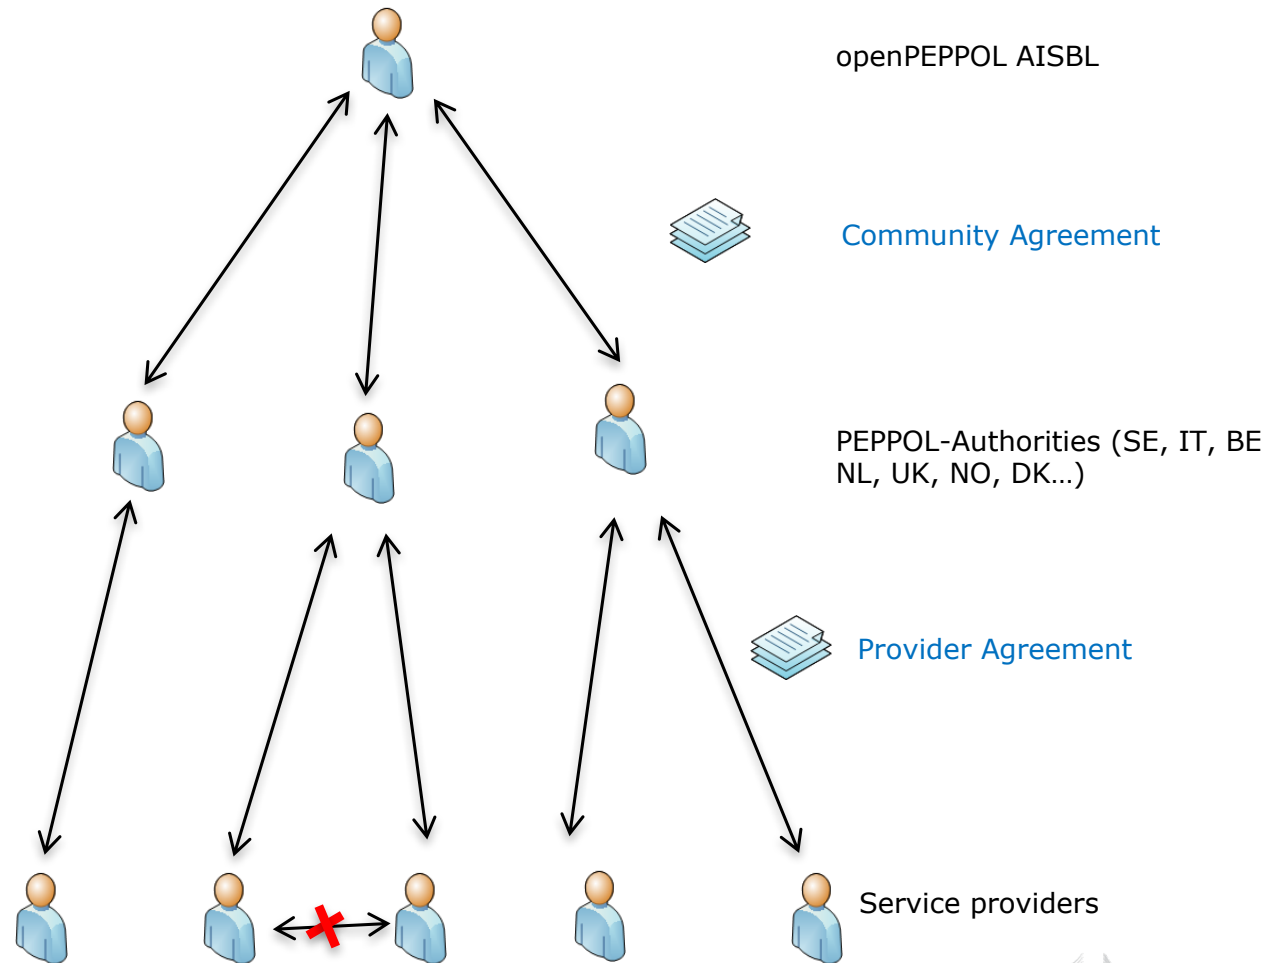 openPEPPOL AISBL
Community Agreement
PEPPOL-Authorities (SE, IT, BE
NL, UK, NO, DK…)
Provider Agreement
Service providers